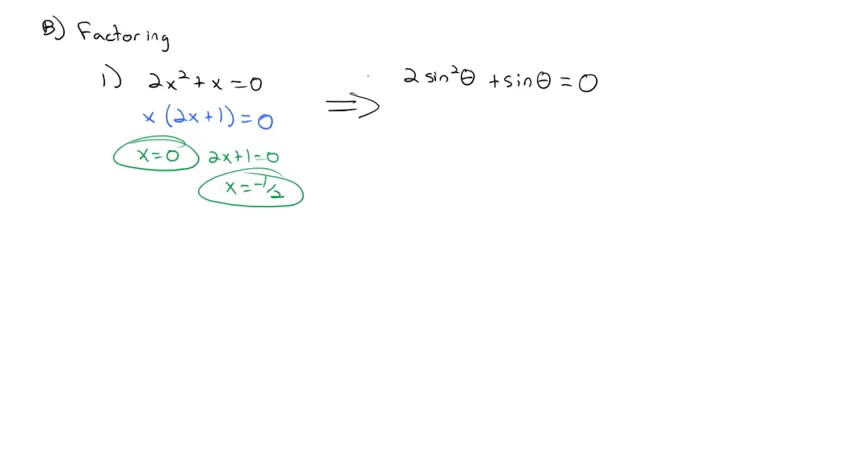 B) Factoring
1) 2x² + x = 0 ⟹ 2 sin²θ + sinθ = 0
x (2x + 1) = 0
x = 0 2x + 1 = 0
x = -1/2